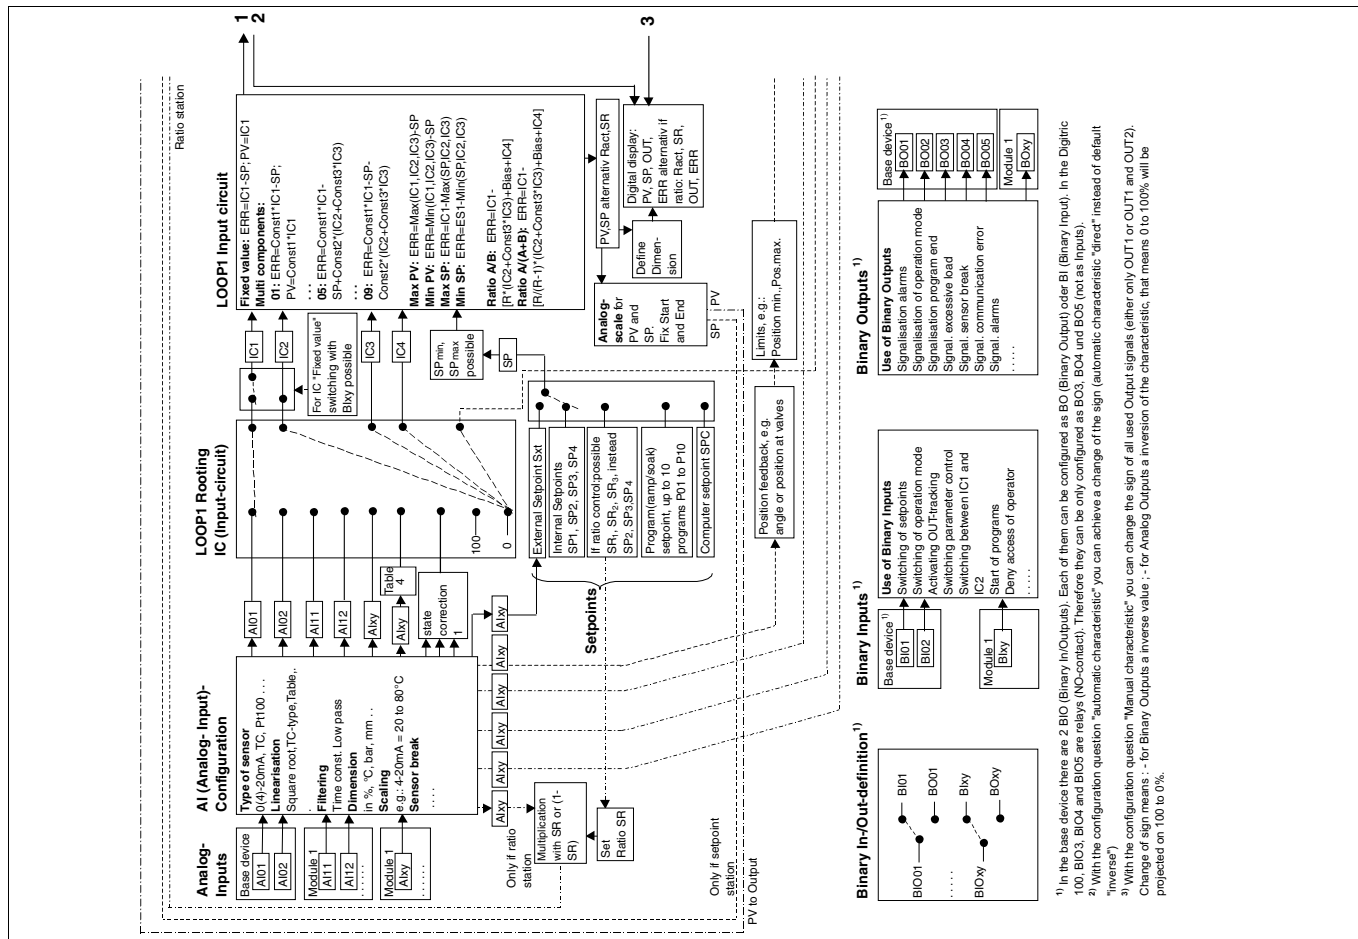 Analog-
Inputs
Base device
AI01
AI02
. . . . . .
Module 1
AI11
AI12
. . . . . .
Module 1
AIxy
. . . . . .
AI (Analog- Input)-
Configuration
Type of sensor
0(4)-20mA, TC, Pt100 . . .
Linearisation
Square root,TC-type,Table,.
.
Filtering
Time const. Low pass
Dimension
in %, °C, bar, mm . .
Scaling
e.g.: 4-20mA = 20 to 80°C
Sensor break
. . . .
AI01
AI02
AI11
AI12
AIxy
AIxy
Table
4
state
correction
1
AIxy
AIxy
AIxy
AIxy
AIxy
AIxy
Only if ratio
station
Multiplication
with SR or (1-
SR)
Set
Ratio SR
Only if setpoint
station
PV to Output
LOOP1 Rooting
IC (Input-circuit)
100
0
Setpoints
External Setpoint Sxt
Internal Setpoints
SP1, SP2, SP3, SP4
If ratio control:possible
SR1, SR2, SR3, instead
SP2, SP3,SP4
Program(ramp/soak)
setpoint, up to 10
programs P01 to P10
Computer setpoint SPC
IC1
IC2
For IC "Fixed value"
switching with
BIxy possible
IC3
IC4
SPmin,
SPmax
possible
SP
LOOP1 Input circuit
Fixed value: ERR=IC1-SP; PV=IC1
Multi components:
01: ERR=Const1*IC1-SP;
PV=Const1*IC1
. . .
05: ERR=Const1*IC1-
SP+Const2*(IC2+Const3*IC3)
. . .
09: ERR=Const1*IC1-SP-
Const2*(IC2+Const3*IC3)
Max PV: ERR=Max(IC1,IC2,IC3)-SP
Min PV: ERR=Min(IC1,IC2,IC3)-SP
Max SP: ERR=IC1-Max(SP,IC2,IC3)
Min SP: ERR=ES1-Min(SP,IC2,IC3)
Ratio A/B: ERR=IC1-
[R*(IC2+Const3*IC3)+Bias+IC4]
Ratio A/(A+B): ERR=IC1-
[R/(R-1)*(IC2+Const3*IC3)+Bias+IC4]
Ratio station
1
2
3
PV,SP alternativ Ract,SR
Analog-
scale for
PV and
SP.
Fix Start
and End
Define
Dimen-
sion
Digital display:
PV, SP, OUT,
ERR alternativ if
ratio: Ract, SR,
OUT, ERR
SP
PV
Position feedback, e.g.
angle or position at valves
Limits, e.g.:
Position min.,Pos.max.
Binary In-/Out-definition1)
BIO01
BI01
BO01
. . . . .
BIOxy
BIxy
BOxy
Binary Inputs 1)
Base device1)
BI01
BI02
Module 1
BIxy
Use of Binary Inputs
Switching of setpoints
Switching of operation mode
Activating OUT-tracking
Switching parameter control
Switching between IC1 and
IC2
Start of programs
Deny access of operator
. . . . .
Binary Outputs 1)
Use of Binary Outputs
Signalisation alarms
Signalisation of operation mode
Signalisation program end
Signal. excessive load
Signal. sensor break
Signal. communication error
Signal. alarms
. . . . .
Base device 1)
BO01
BO02
BO03
BO04
BO05
Module 1
BOxy
1) In the base device there are 2 BIO (Binary In/Outputs). Each of them can be configured as BO (Binary Output) oder BI (Binary Input). In the Digitric
100, BIO3, BIO4 and BIO5 are relays (NO-contact). Therefore they can be only configured as BO3, BO4 und BO5 (not as Inputs).
2) With the configuration question "automatic characteristic" you can achieve a change of the sign (automatic characteristic "direct" instead of default
"inverse")
3) With the configuration question "Manual characteristic" you can change the sign of all used Output signals (either only OUT1 or OUT1 and OUT2).
Change of sign means : - for Binary Outputs a inverse value ; - for Analog Outputs a inversion of the characteristic, that means 0 to 100% will be
projected on 100 to 0%.